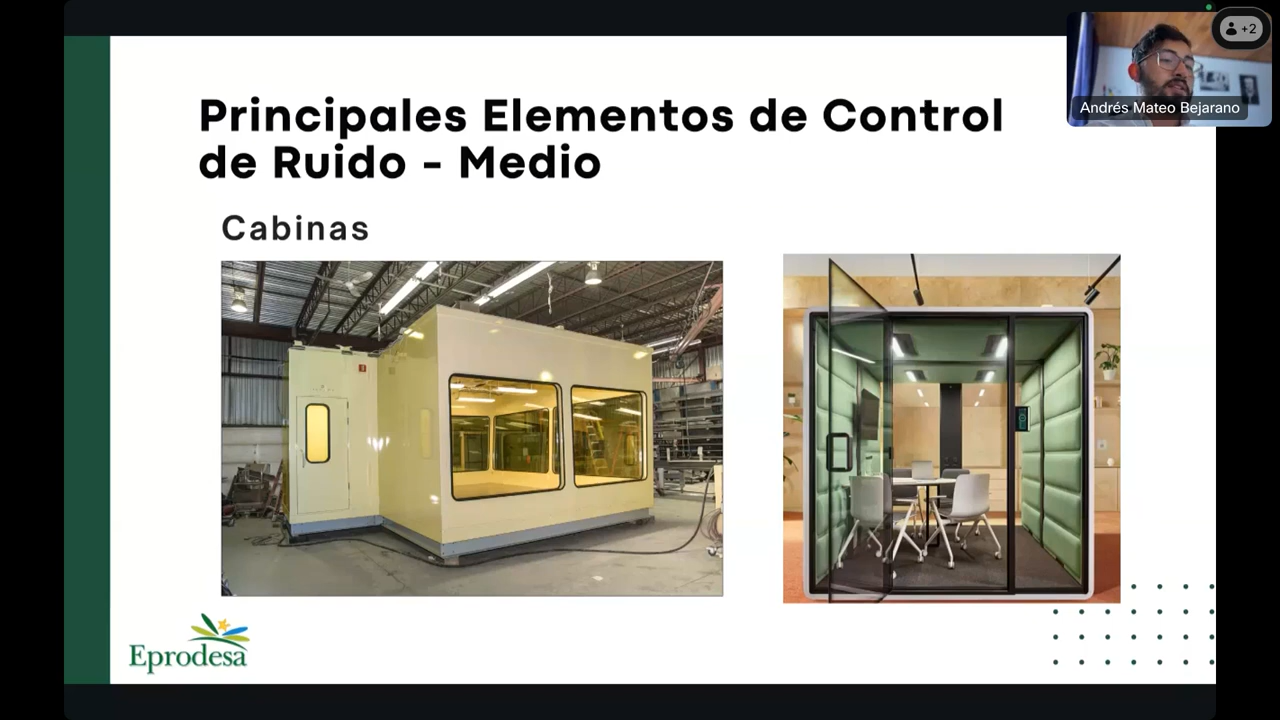 +2
Andrés Mateo Bejarano
Principales Elementos de Control
de Ruido - Medio
Cabinas
Eprodesa